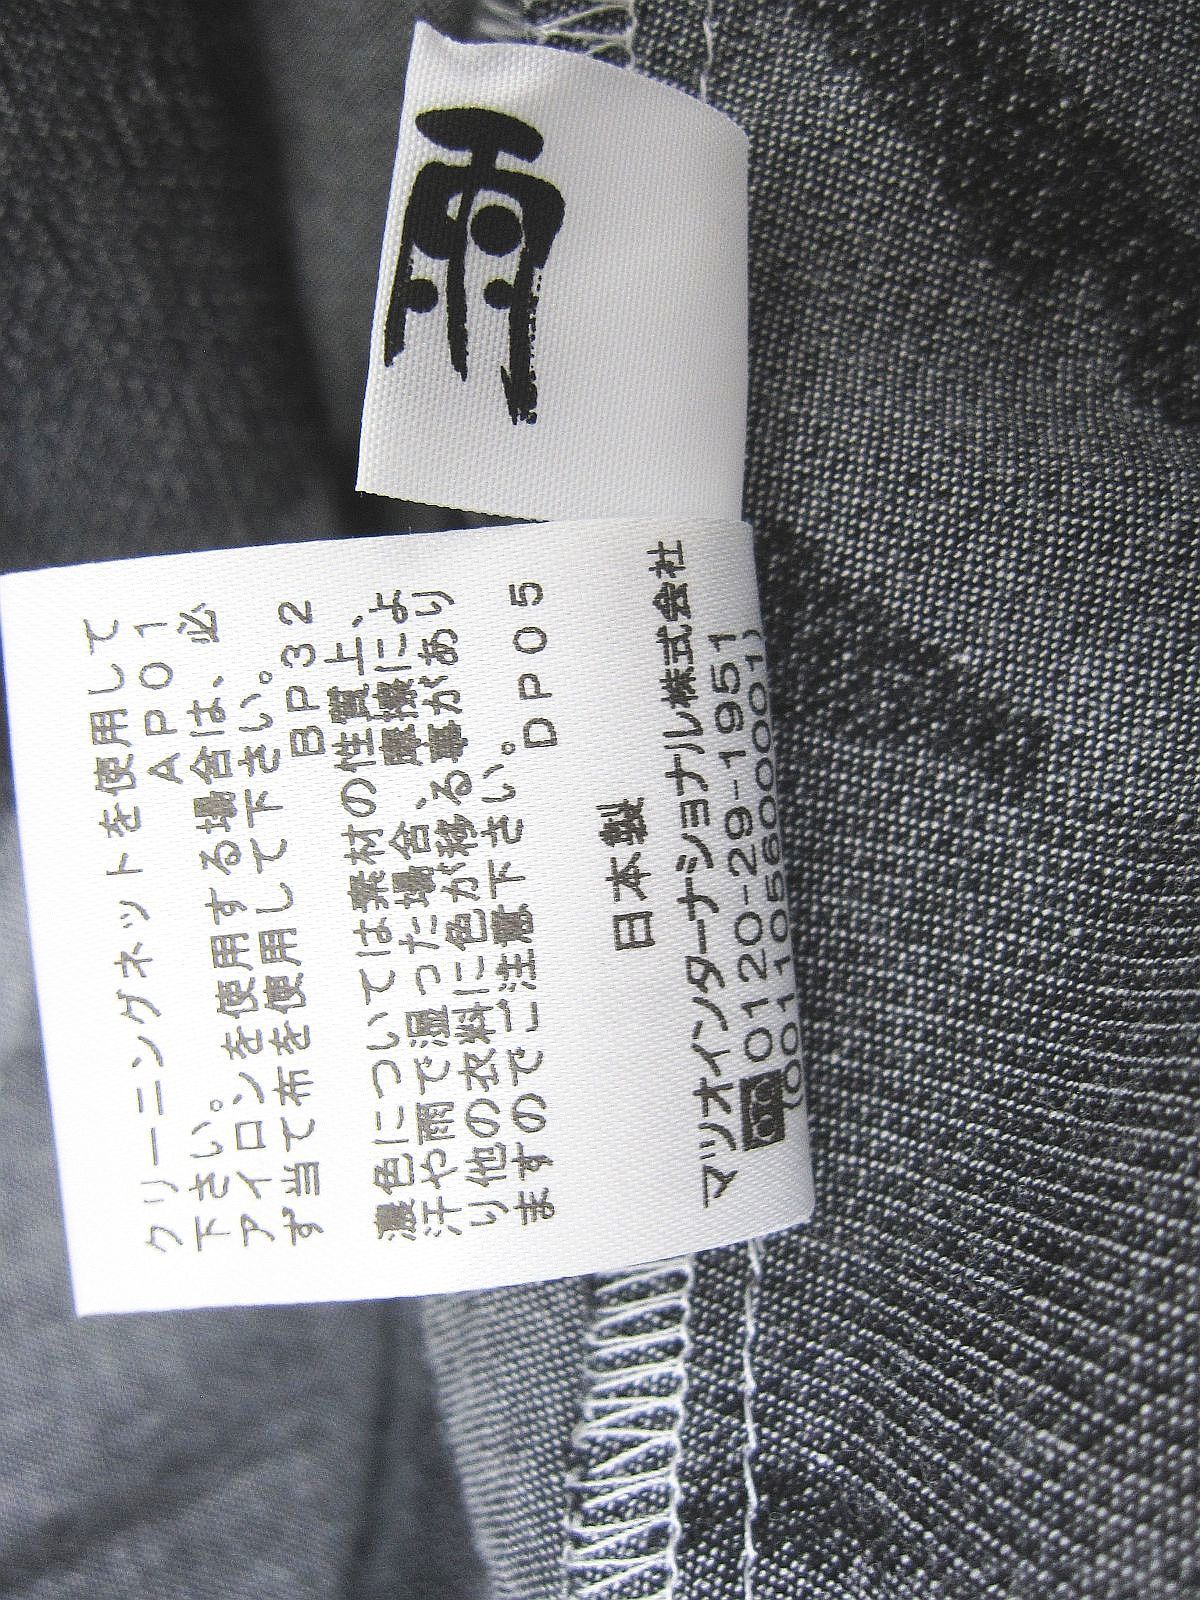 雨
クリーニングネットを使用して
下さい。 AP01
アイロンを使用する場合は、必
ず当て布を使用して下さい。
BP32
濃色については素材の性質上、
汗や雨で湿った場合、摩擦によ
り他の衣料に色が移る事があり
ますのでご注意下さい。
DP05
日本製
マツオインターナショナル株式会社
0120-29-1951